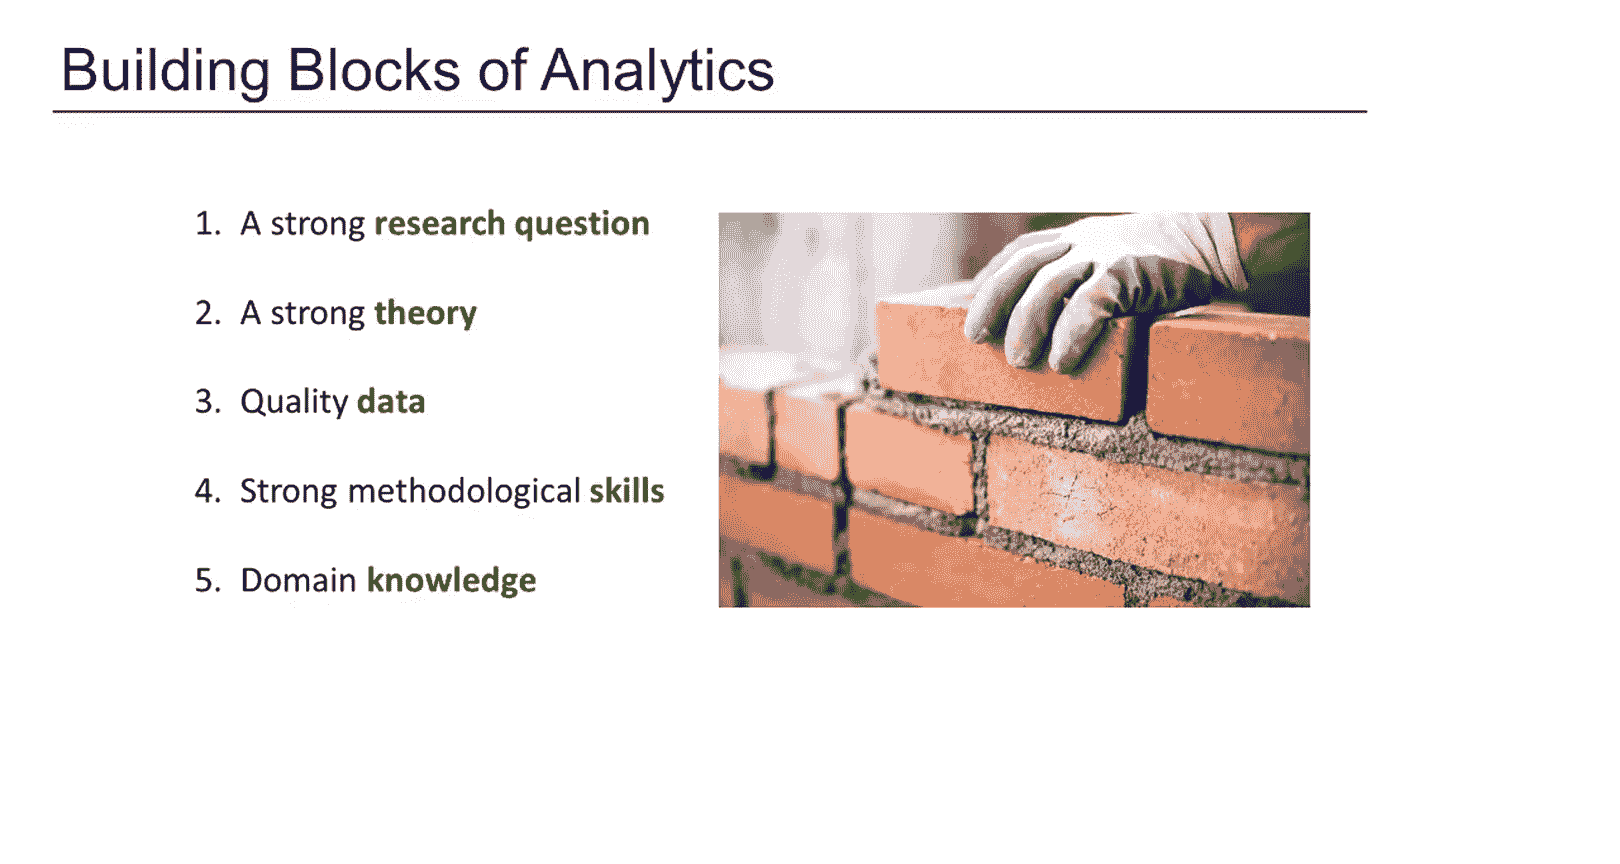 Building Blocks of Analytics
1. A strong research question
2. A strong theory
3. Quality data
4. Strong methodological skills
5. Domain knowledge